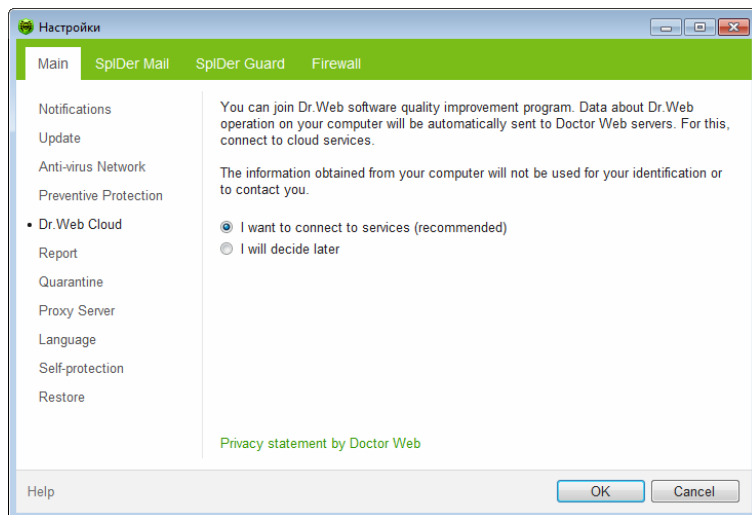 Настройки
Main
SpIDer Mail
SpIDer Guard
Firewall
Notifications
Update
Anti-virus Network
Preventive Protection
Dr.Web Cloud
Report
Quarantine
Proxy Server
Language
Self-protection
Restore
You can join Dr.Web software quality improvement program. Data about Dr.Web
operation on your computer will be automatically sent to Doctor Web servers. For this,
connect to cloud services.
The information obtained from your computer will not be used for your identification or
to contact you.
I want to connect to services (recommended)
I will decide later
Privacy statement by Doctor Web
Help
OK
Cancel